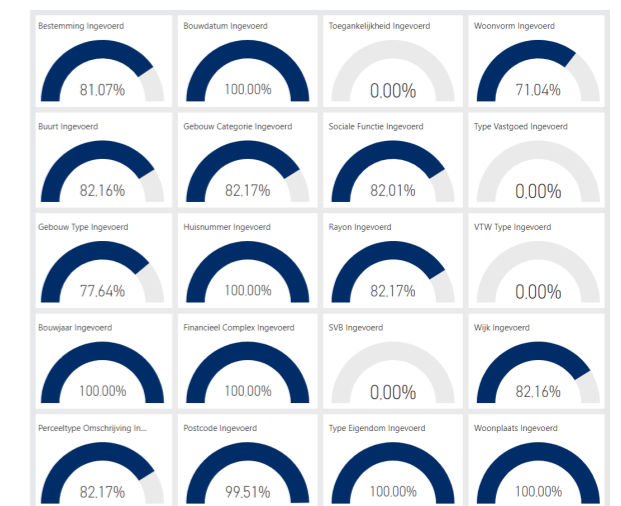 Bestemming Ingevoerd
81.07%
Bouwdatum Ingevoerd
100.00%
Toegankelijkheid Ingevoerd
0.00%
Woonvorm Ingevoerd
71.04%
Buurt Ingevoerd
82.16%
Gebouw Categorie Ingevoerd
82.17%
Sociale Functie Ingevoerd
82.01%
Type Vastgoed Ingevoerd
0.00%
Gebouw Type Ingevoerd
77.64%
Huisnummer Ingevoerd
100.00%
Rayon Ingevoerd
82.17%
VTW Type Ingevoerd
0.00%
Bouwjaar Ingevoerd
100.00%
Financieel Complex Ingevoerd
100.00%
SVB Ingevoerd
0.00%
Wijk Ingevoerd
82.16%
Perceeltype Omschrijving In...
82.17%
Postcode Ingevoerd
99.51%
Type Eigendom Ingevoerd
100.00%
Woonplaats Ingevoerd
100.00%